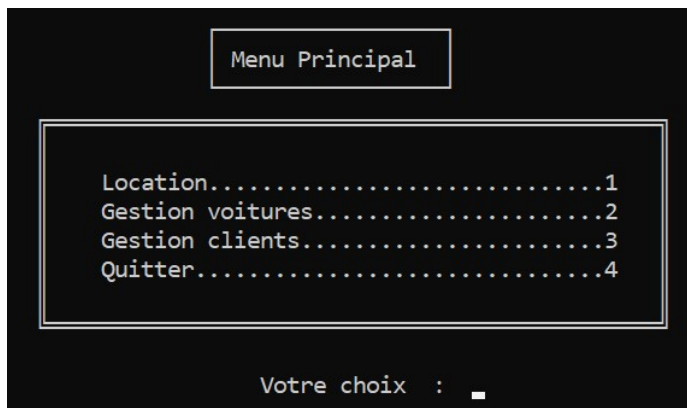 Menu Principal
Location..............................1
Gestion voitures......................2
Gestion clients.......................3
Quitter...............................4
Votre choix  :